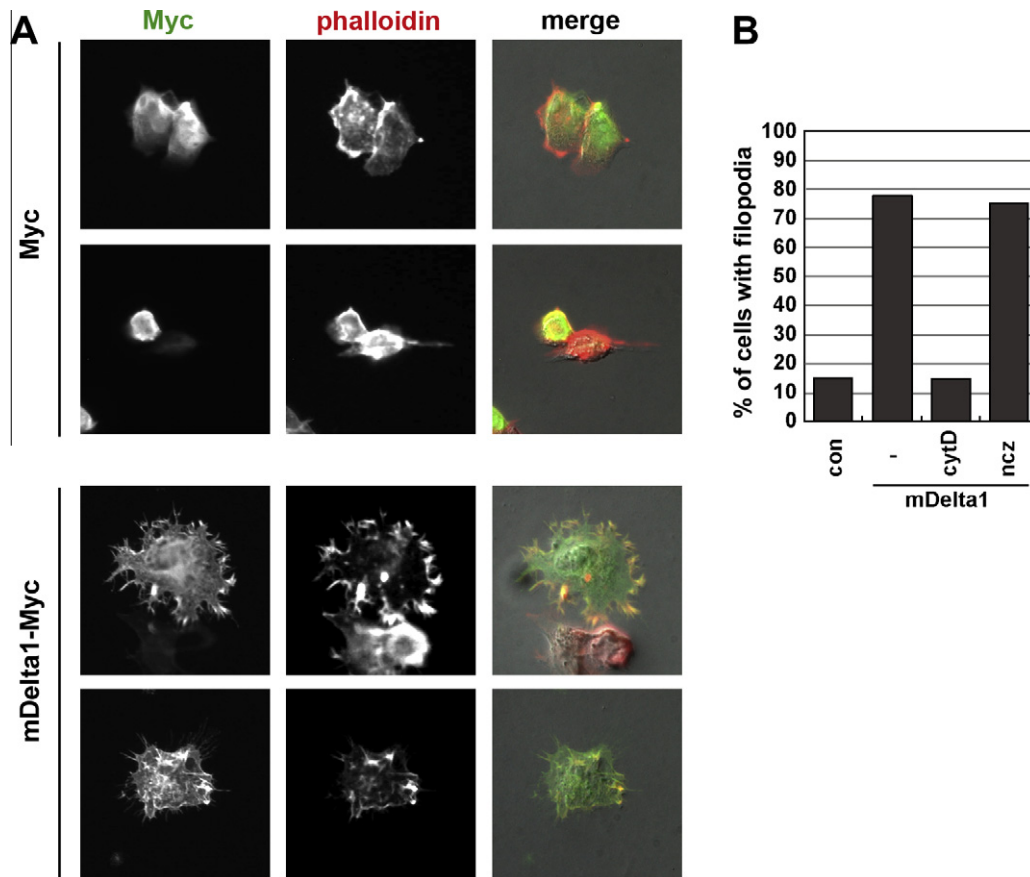 A
Myc
phalloidin
merge
Myc
mDelta1-Myc
B
% of cells with filopodia
100
90
80
70
60
50
40
30
20
10
0
con
-
cytD
ncz
mDelta1